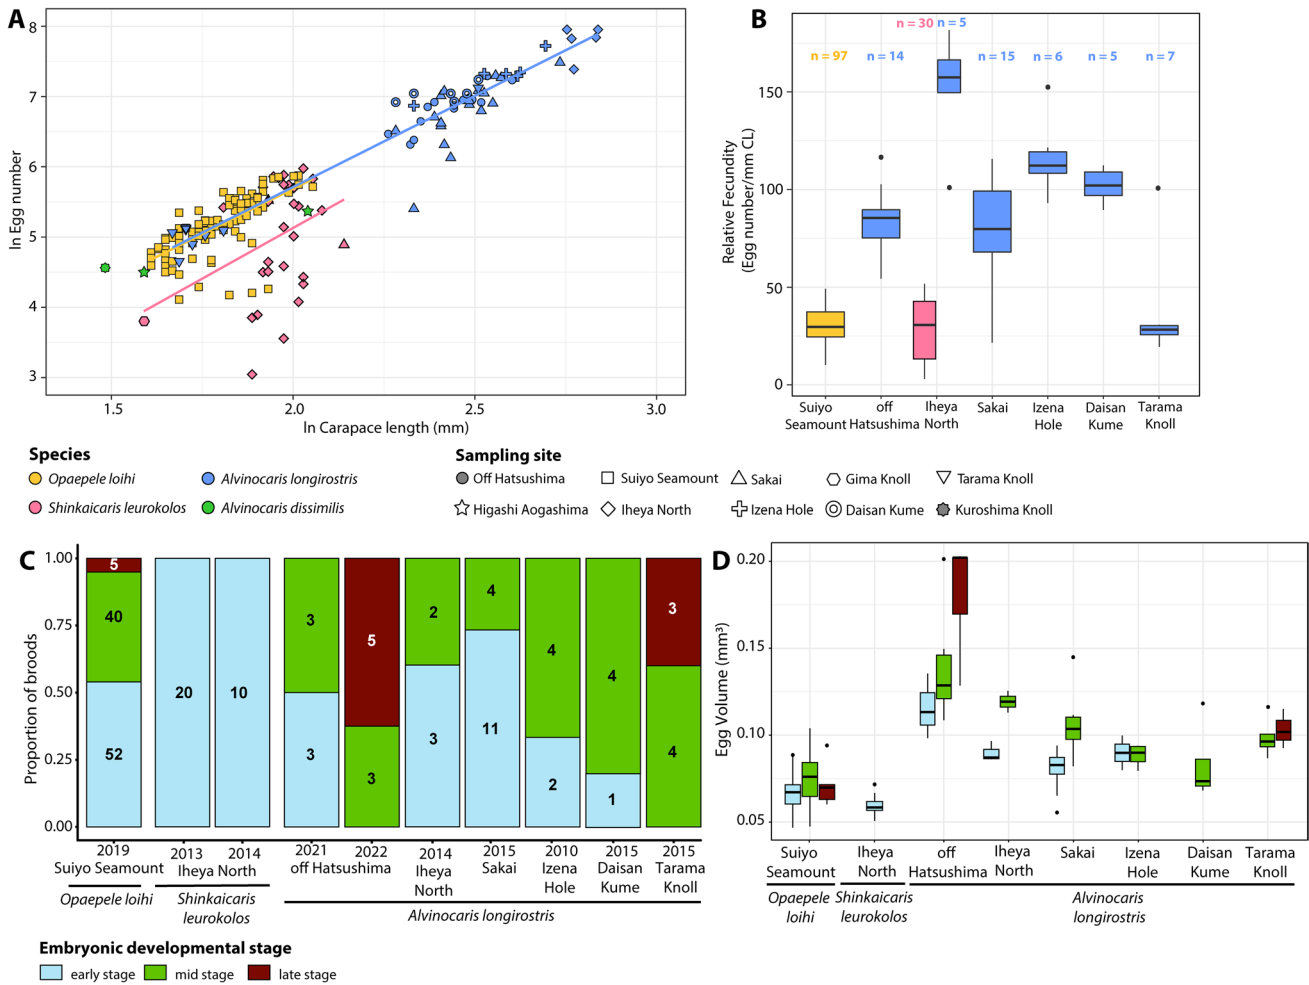 A
8
7
6
5
4
3
ln Egg number
1.5 2.0 2.5 3.0
ln Carapace length (mm)
B
n = 30 n = 5
n = 97 n = 14 n = 15 n = 6 n = 5 n = 7
150
100
50
0
Relative Fecundity
(Egg number/mm CL)
Suiyo Seamount
off Hatsushima
Iheya North
Sakai
Izena Hole
Daisan Kume
Tarama Knoll
Species
Opaepele loihi
Alvinocaris longirostris
Shinkaicaris leurokolos
Alvinocaris dissimilis
Sampling site
Off Hatsushima
Suiyo Seamount
Sakai
Gima Knoll
Tarama Knoll
Higashi Aogashima
Iheya North
Izena Hole
Daisan Kume
Kuroshima Knoll
C
1.00
0.75
0.50
0.25
0.00
Proportion of broods
5
40
52
20
10
3
3
5
3
2
3
4
11
4
2
4
1
3
4
2019
Suiyo Seamount
2013 2014
Iheya North
2021 2022
off Hatsushima
2014
Iheya
North
2015
Sakai
2010
Izena
Hole
2015
Daisan
Kume
2015
Tarama
Knoll
Opaepele loihi
Shinkaicaris
leurokolos
Alvinocaris longirostris
Embryonic developmental stage
early stage
mid stage
late stage
D
0.20
0.15
0.10
0.05
Egg Volume (mm³)
Suiyo
Seamount
Iheya
North
off
Hatsushima
Iheya
North
Sakai
Izena
Hole
Daisan
Kume
Tarama
Knoll
Opaepele
loihi
Shinkaicaris
leurokolos
Alvinocaris
longirostris